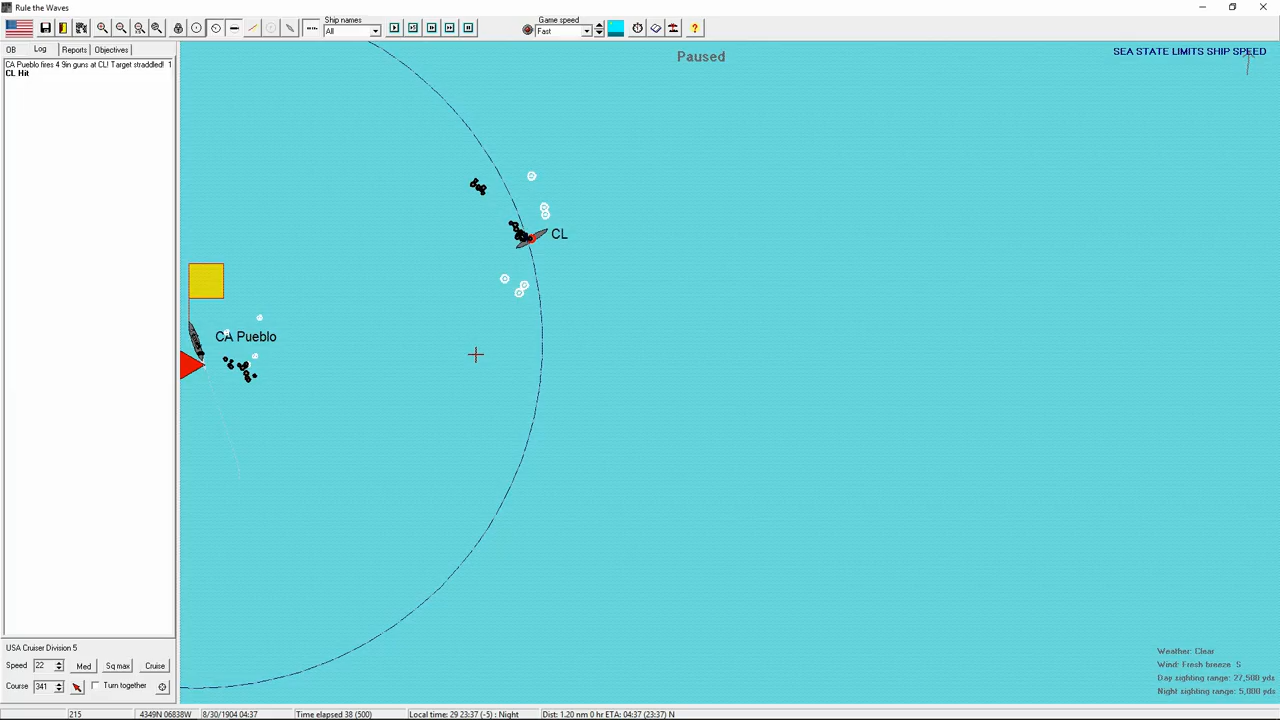 Rule the Waves
Ship names
All
Game speed
Fast
?
OB
Log
Reports
Objectives
CA Pueblo fires 4 9in guns at CL! Target straddled! 1
CL Hit
Paused
SEA STATE LIMITS SHIP SPEED
CL
CA Pueblo
USA Cruiser Division 5
Speed 22 Med Sq max Cruise
Course 341 Turn together
Weather: Clear
Wind: Fresh breeze 5
Day sighting range: 27,500 yds
Night sighting range: 5,000 yds
215 4349N 06838W 8/30/1904 04:37 Time elapsed 38 (500) Local time: 29 23:37 (-5) : Night Dist: 1.20 nm 0 hr ETA: 04:37 (23:37) N